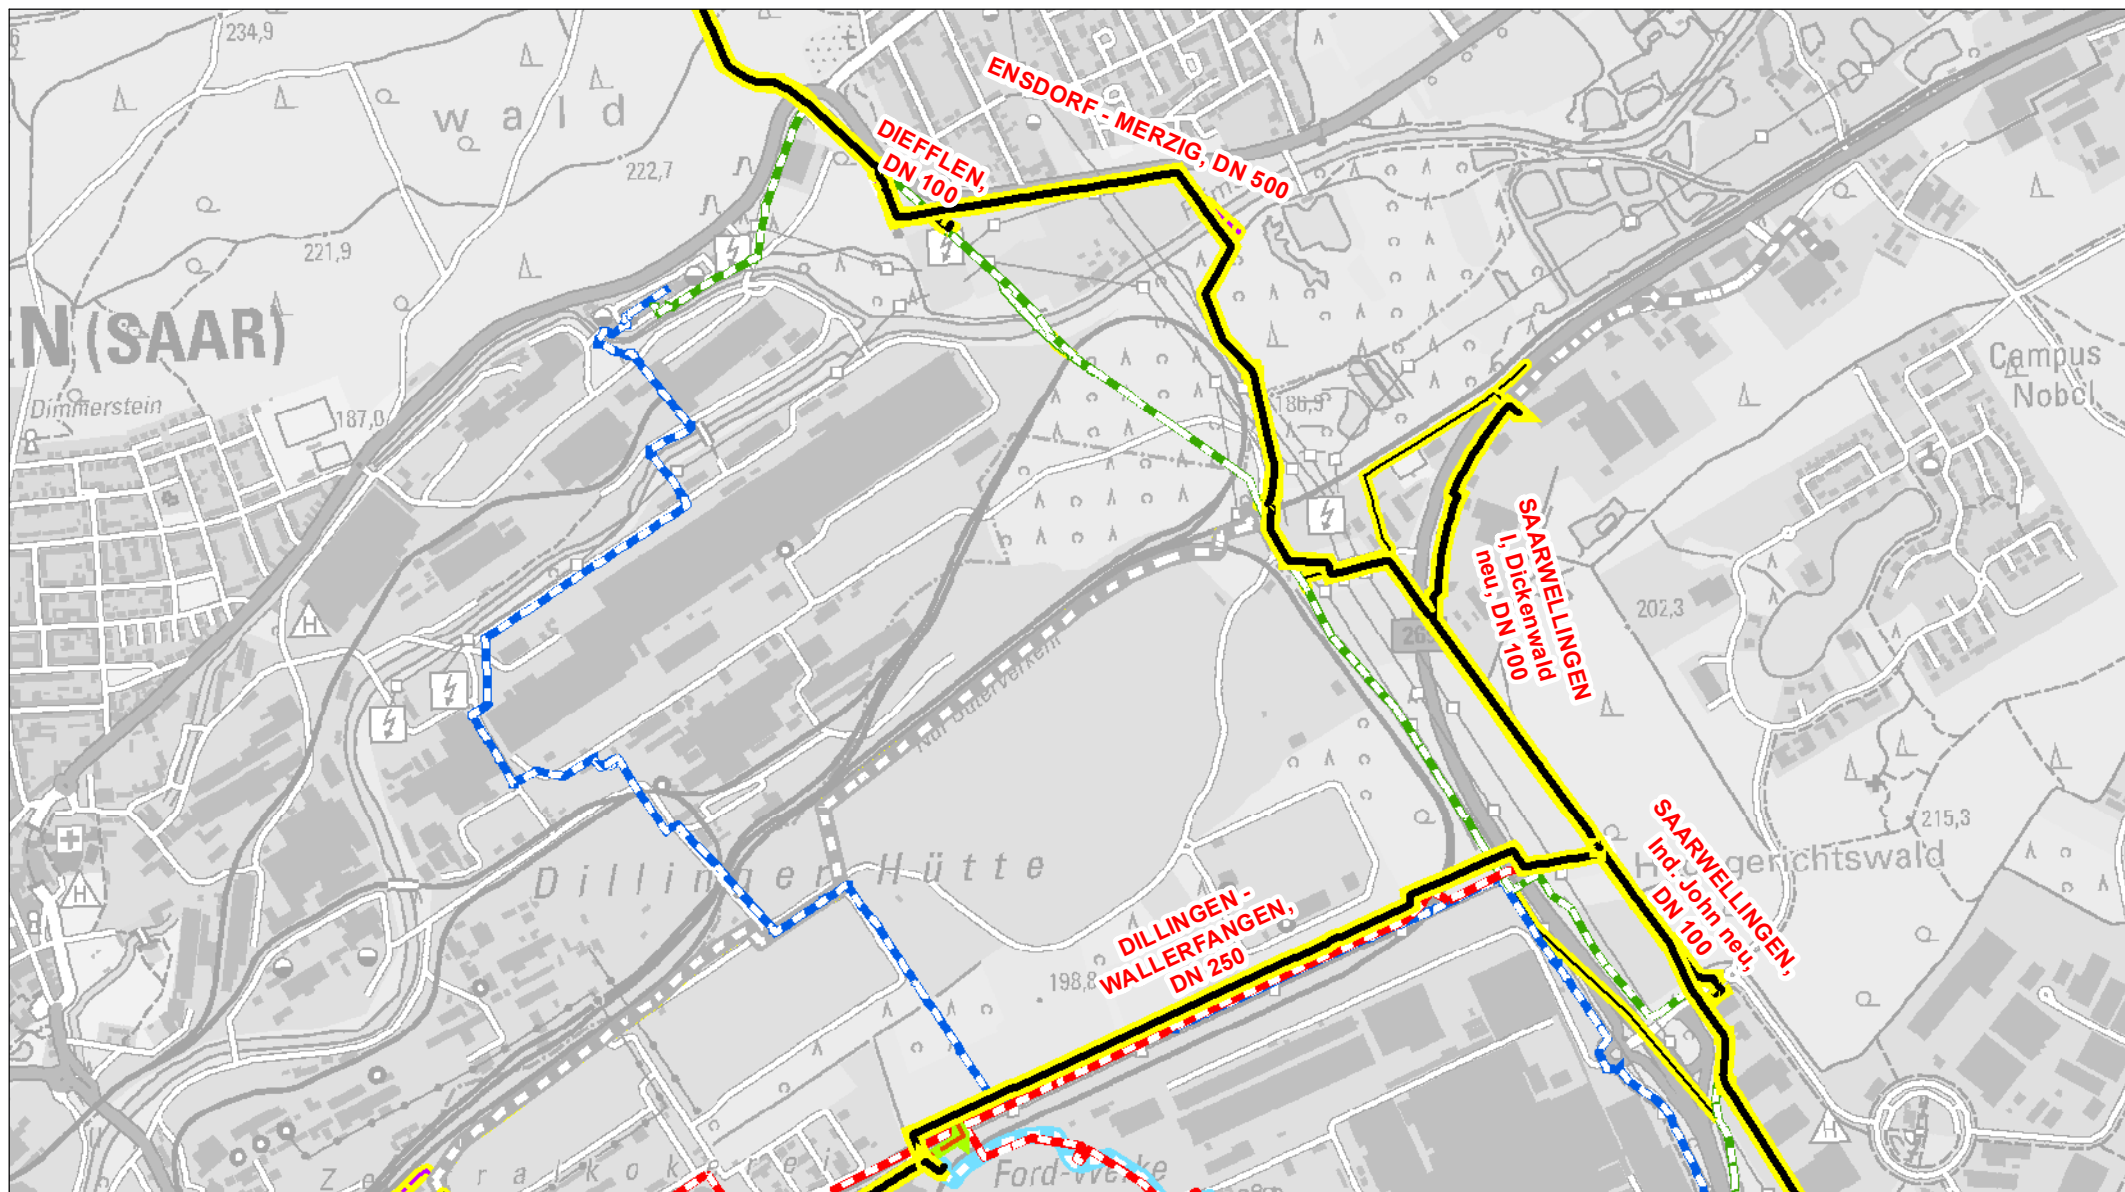 234,9
wald
222,7
221,9
N (SAAR)
Dimmerstein
187,0
ENSDORF - MERZIG, DN 500
DIEFFLEN,
DN 100
186,9
Campus
Nobel
SAARWELLINGEN
I, Dickenwald
neu, DN 100
202,3
H
Nur Güterverkehr
215,3
Dillinger Hütte
H
SAARWELLINGEN,
Ind. John neu,
DN 100
DILLINGEN -
WALLERFANGEN,
DN 250
198,8
H
Ford-Werke